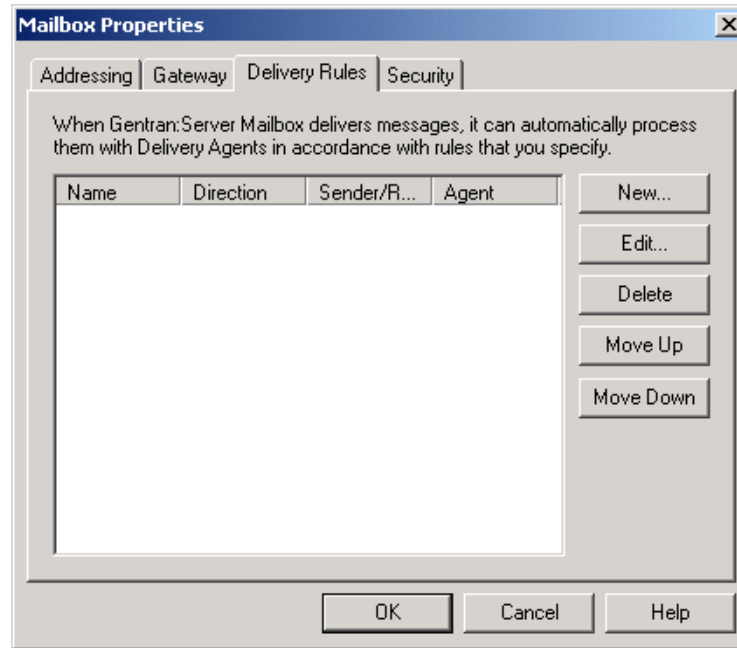 Mailbox Properties
Addressing Gateway Delivery Rules Security
When Gentran:Server Mailbox delivers messages, it can automatically process
them with Delivery Agents in accordance with rules that you specify.
Name Direction Sender/R... Agent
New...
Edit...
Delete
Move Up
Move Down
OK Cancel Help